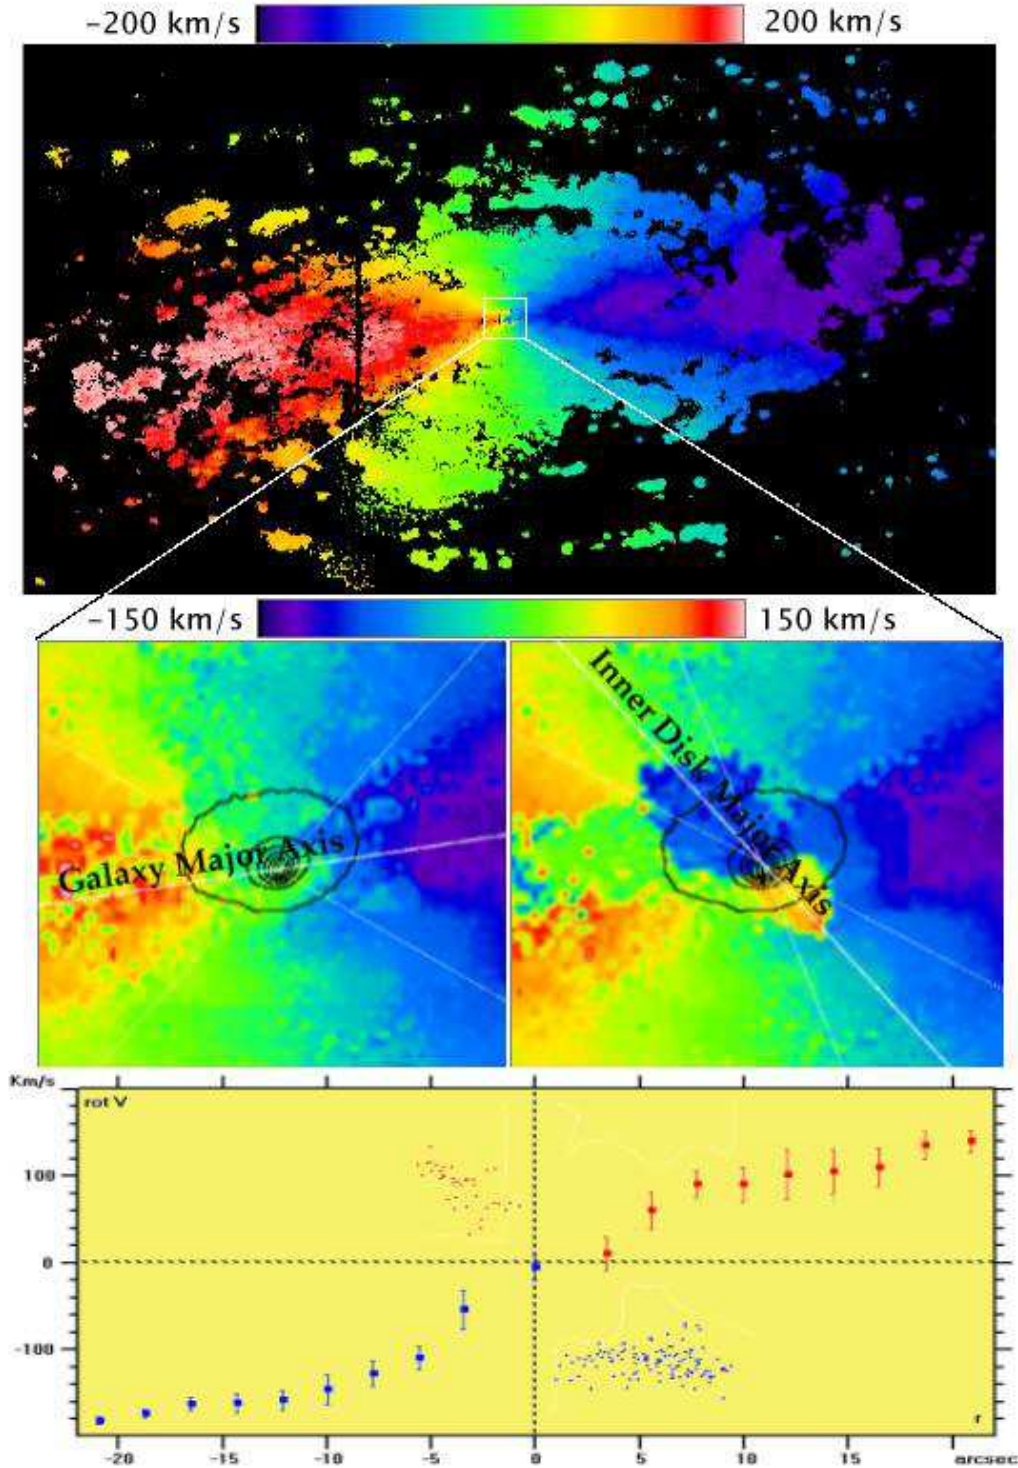 -200 km/s 200 km/s
-150 km/s 150 km/s
Galaxy Major Axis
Inner Disk Major Axis
Km/s
rot V
100
0
-100
r
-20 -15 -10 -5 0 5 10 15 arcsec